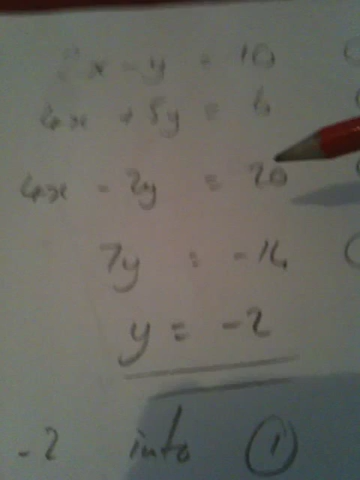 2x - y = 10
4x + 5y = 6
4x - 2y = 20
7y = -14
y = -2
-2 into ①